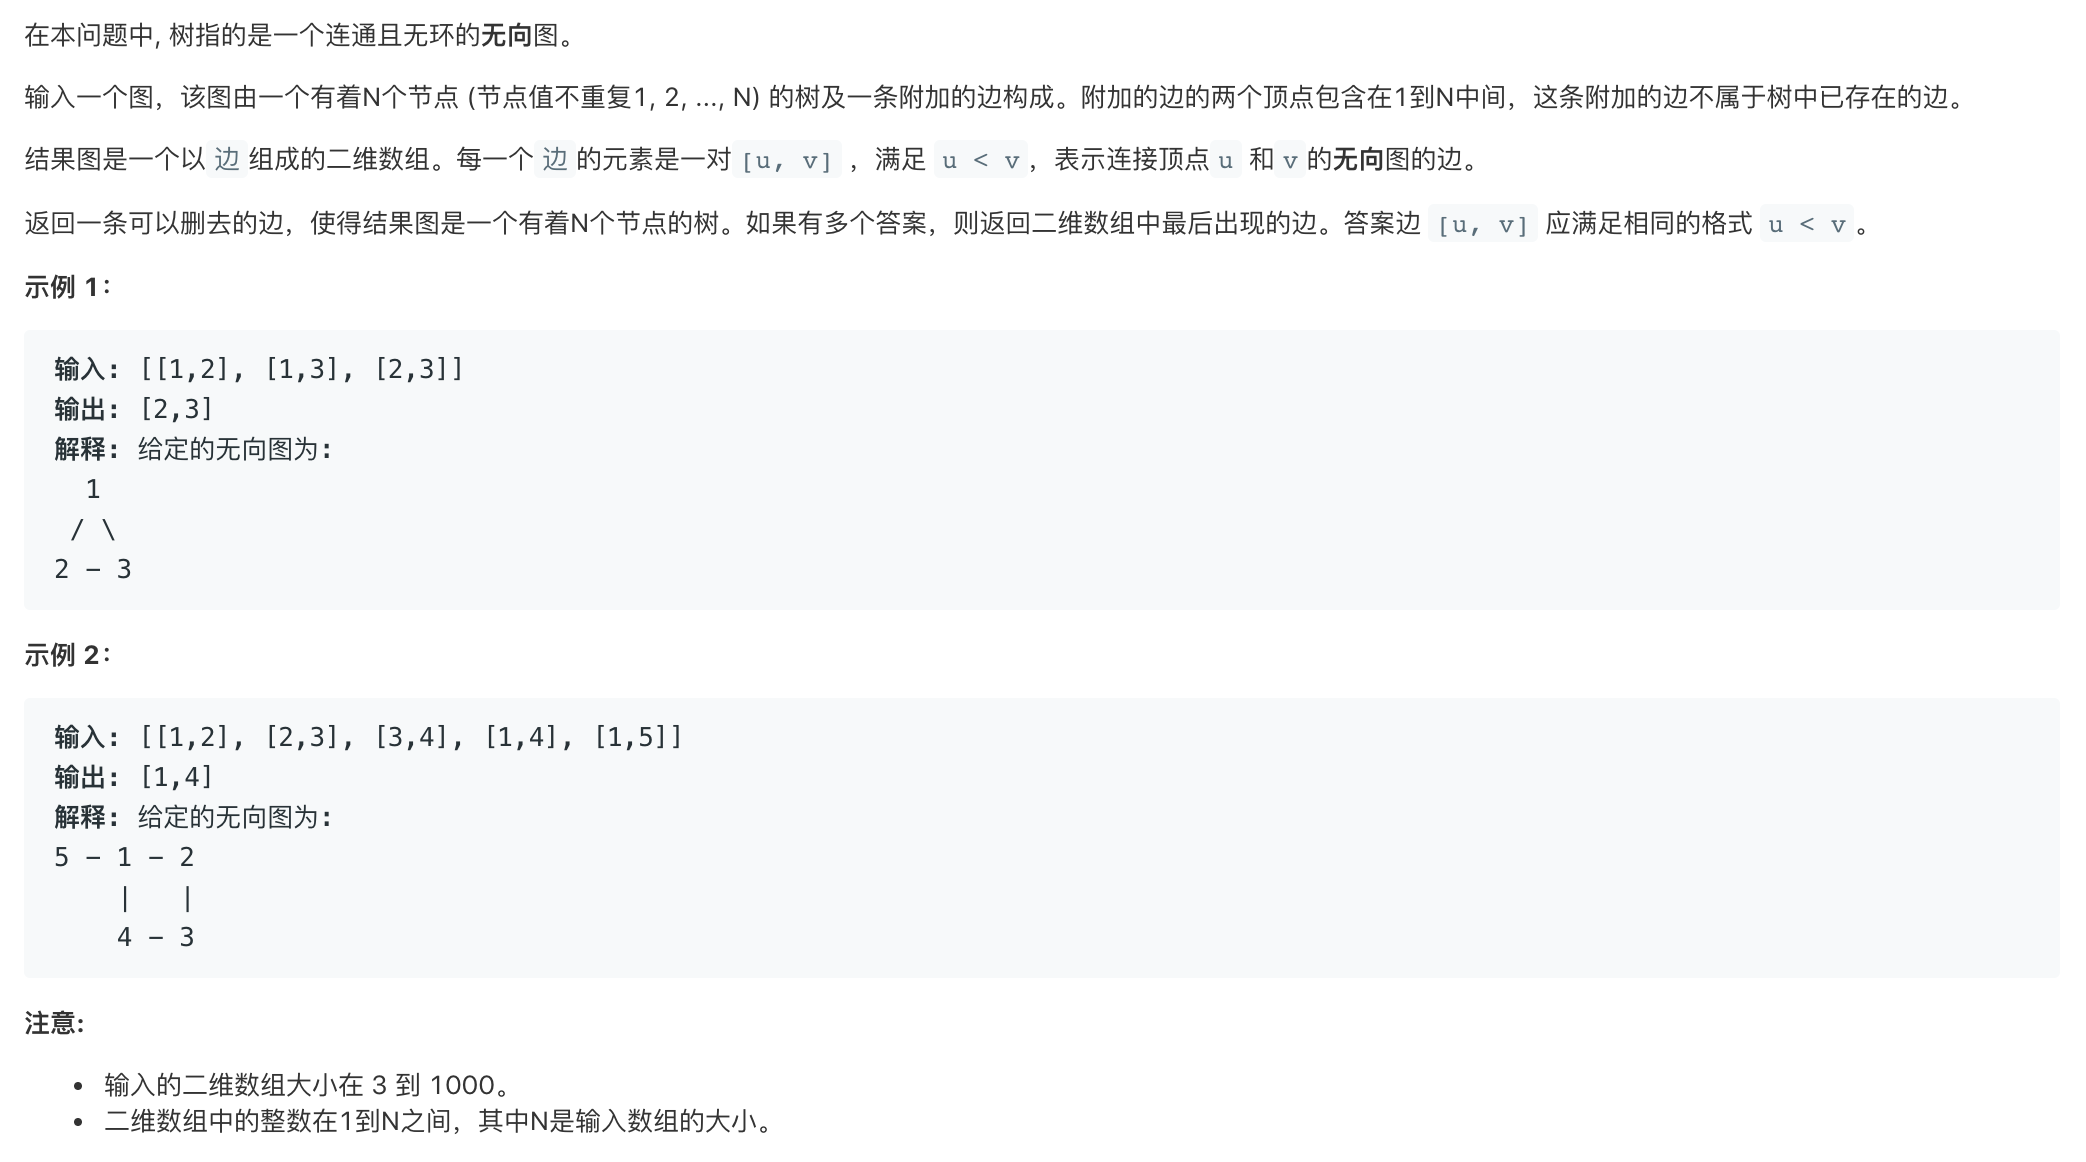 在本问题中, 树指的是一个连通且无环的无向图。
输入一个图，该图由一个有着N个节点 (节点值不重复1, 2, ..., N) 的树及一条附加的边构成。附加的边的两个顶点包含在1到N中间，这条附加的边不属于树中已存在的边。
结果图是一个以 边 组成的二维数组。每一个 边 的元素是一对 [u, v] ，满足 u < v，表示连接顶点 u 和 v 的无向图的边。
返回一条可以删去的边，使得结果图是一个有着N个节点的树。如果有多个答案，则返回二维数组中最后出现的边。答案边 [u, v] 应满足相同的格式 u < v。
示例 1：
输入: [[1,2], [1,3], [2,3]]
输出: [2,3]
解释: 给定的无向图为:
  1
 / \
2 - 3
示例 2：
输入: [[1,2], [2,3], [3,4], [1,4], [1,5]]
输出: [1,4]
解释: 给定的无向图为:
5 - 1 - 2
    |   |
    4 - 3
注意:
• 输入的二维数组大小在 3 到 1000。
• 二维数组中的整数在1到N之间，其中N是输入数组的大小。